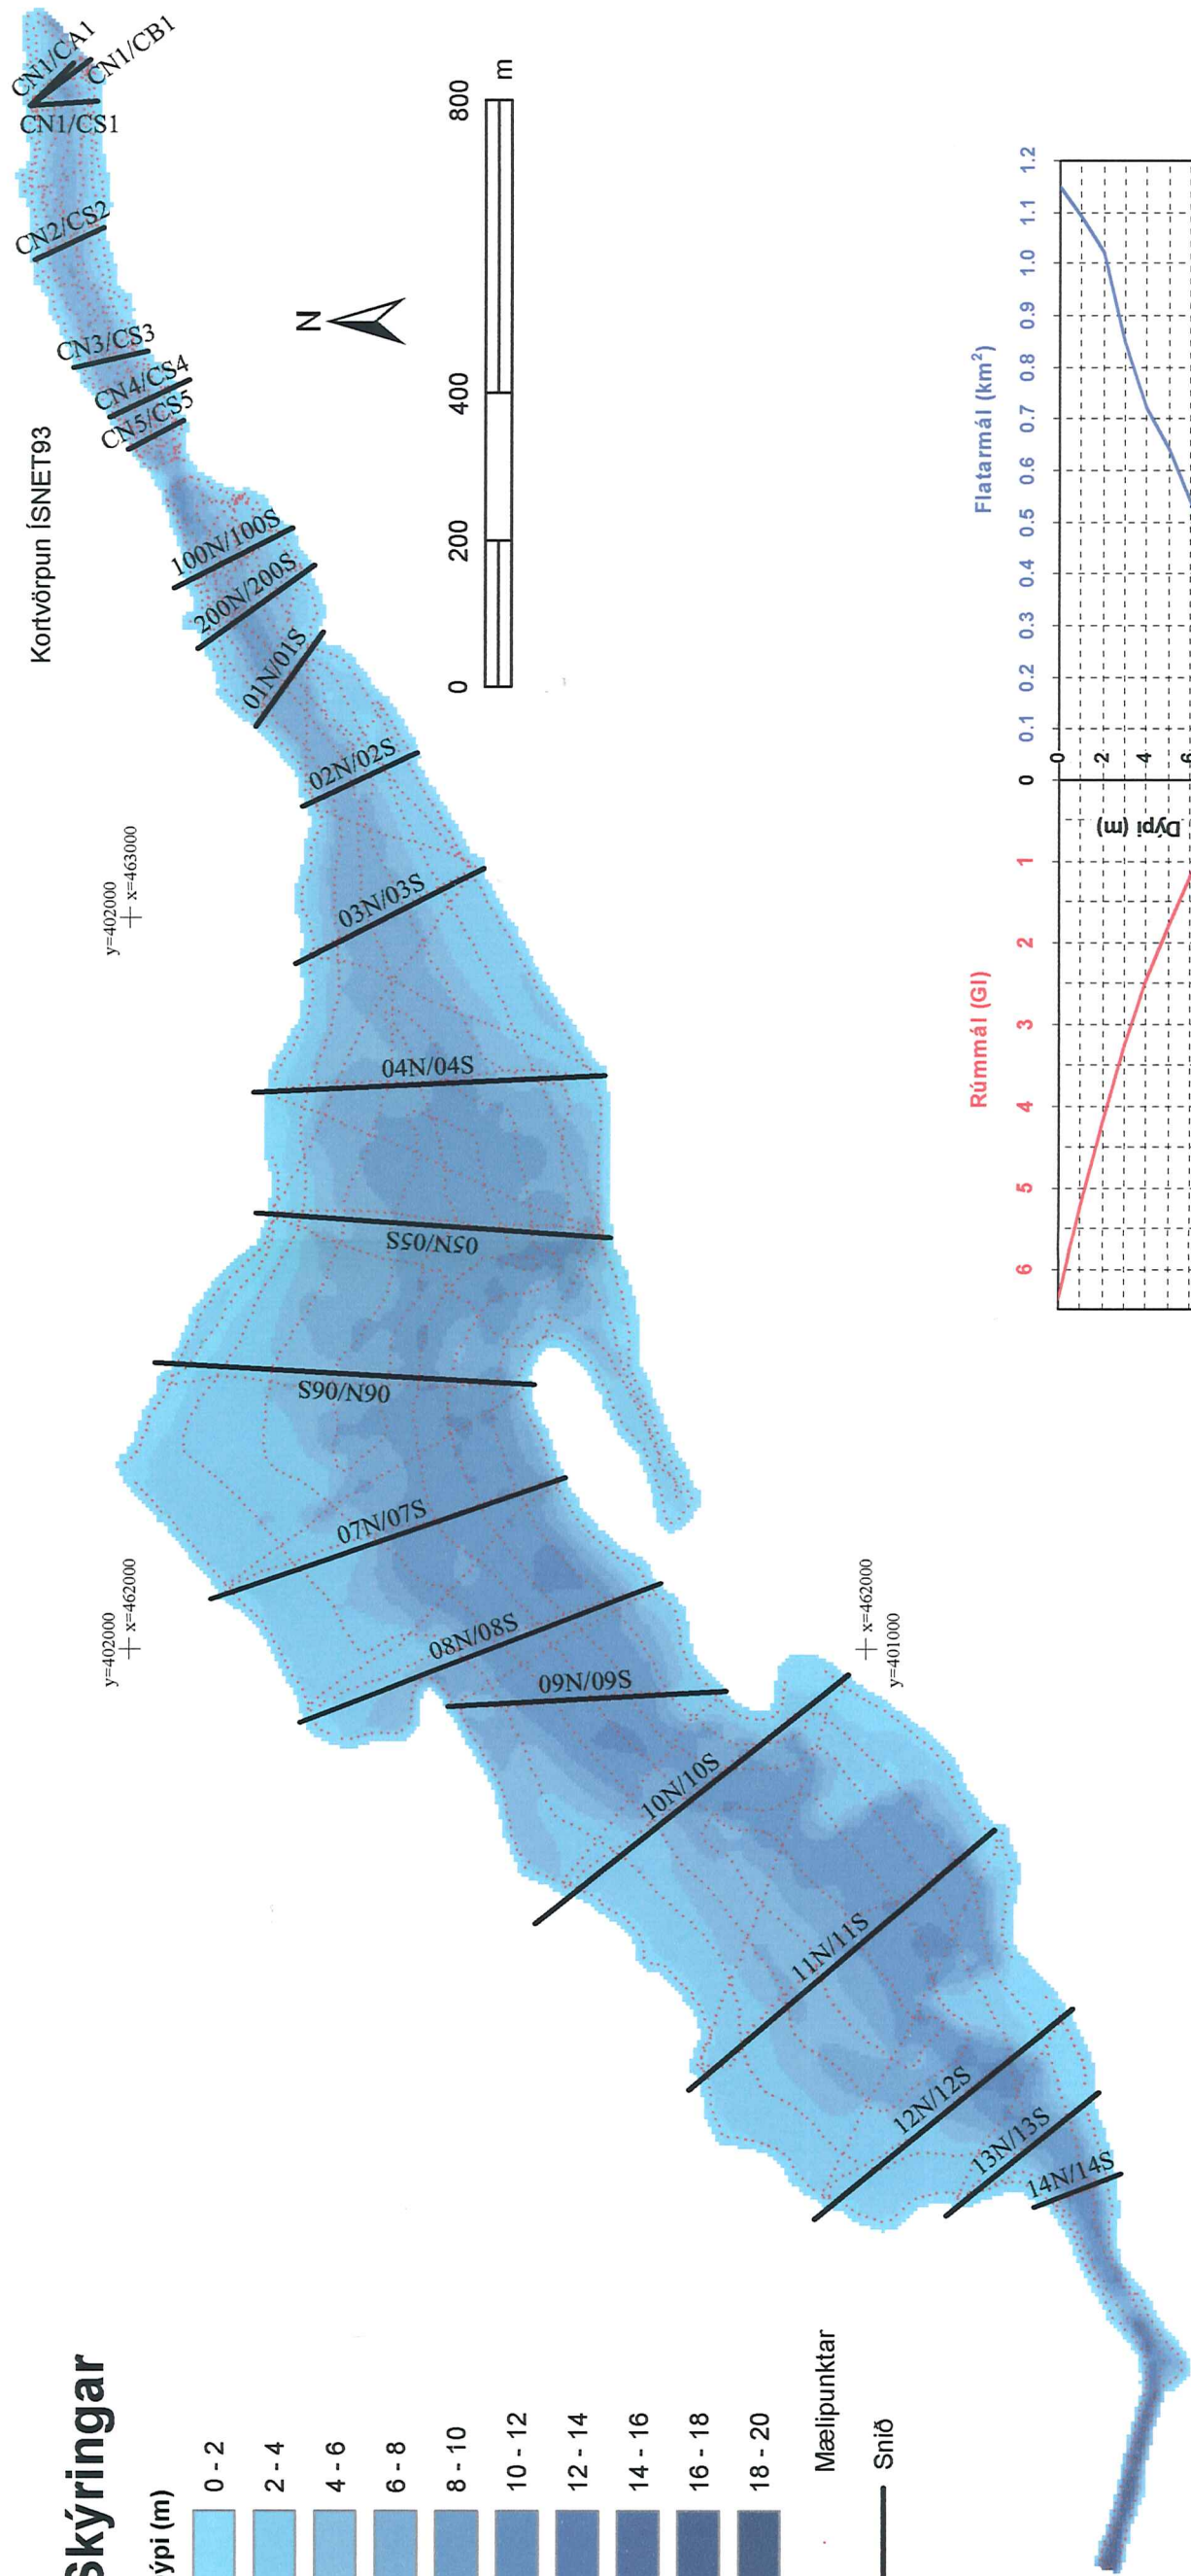 Kortvörpun ÍSNET93
N
0
200
400
800
m
y=402000
x=463000
y=402000
x=462000
x=462000
y=401000
CN1/CA1
CN1/CB1
CN1/CS1
CN2/CS2
CN3/CS3
CN4/CS4
CN5/CS5
100N/100S
200N/200S
01N/01S
02N/02S
03N/03S
04N/04S
05N/05S
06N/06S
07N/07S
08N/08S
09N/09S
10N/10S
11N/11S
12N/12S
13N/13S
14N/14S
Skýringar
ýpi (m)
0 - 2
2 - 4
4 - 6
6 - 8
8 - 10
10 - 12
12 - 14
14 - 16
16 - 18
18 - 20
Mælipunktar
Snið
Rúmmál (Gl)
Flatarmál (km²)
6
5
4
3
2
1
0
0.1
0.2
0.3
0.4
0.5
0.6
0.7
0.8
0.9
1.0
1.1
1.2
0
2
4
6
Dýpi (m)